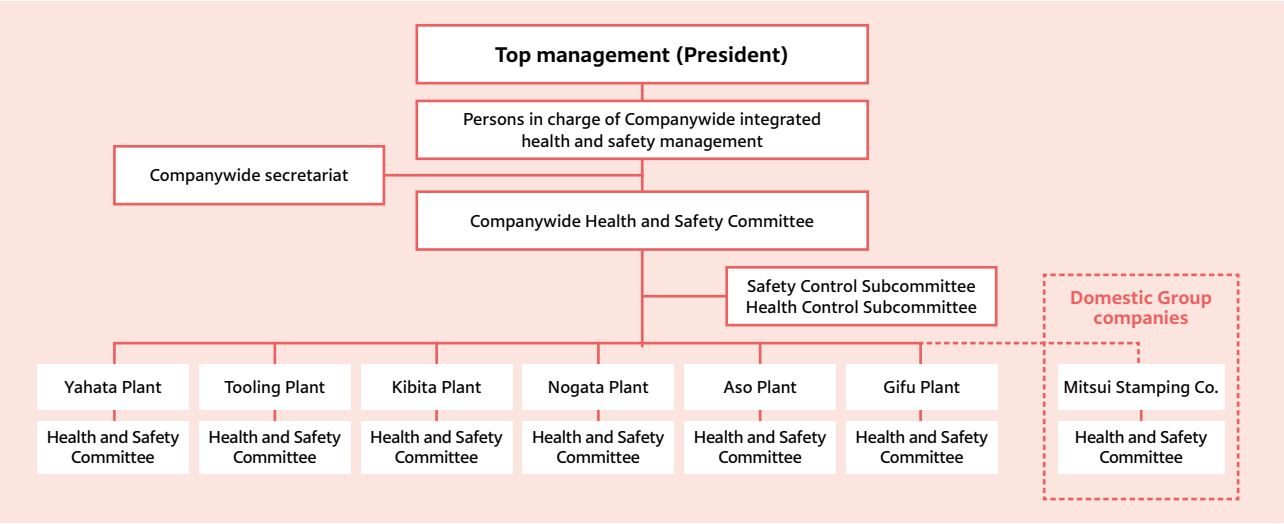 Top management (President)
Persons in charge of Companywide integrated
health and safety management
Companywide secretariat
Companywide Health and Safety Committee
Safety Control Subcommittee
Health Control Subcommittee
Domestic Group
companies
Yahata Plant
Tooling Plant
Kibita Plant
Nogata Plant
Aso Plant
Gifu Plant
Mitsui Stamping Co.
Health and Safety
Committee
Health and Safety
Committee
Health and Safety
Committee
Health and Safety
Committee
Health and Safety
Committee
Health and Safety
Committee
Health and Safety
Committee